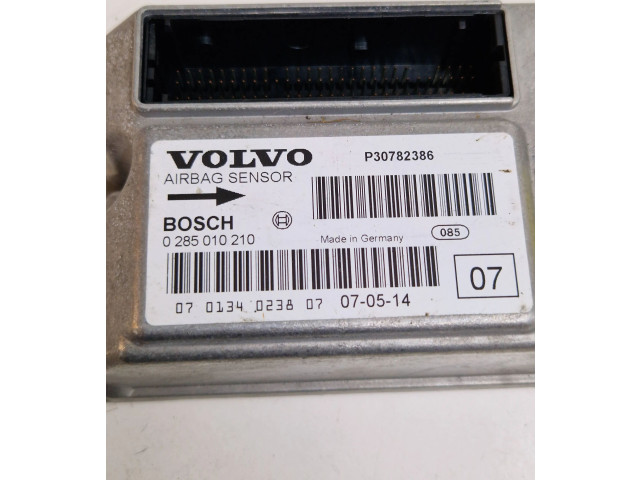 VOLVO P30782386
AIRBAG SENSOR
BOSCH
0 285 010 210 Made in Germany 085
07
07 0134 0238 07 07-05-14